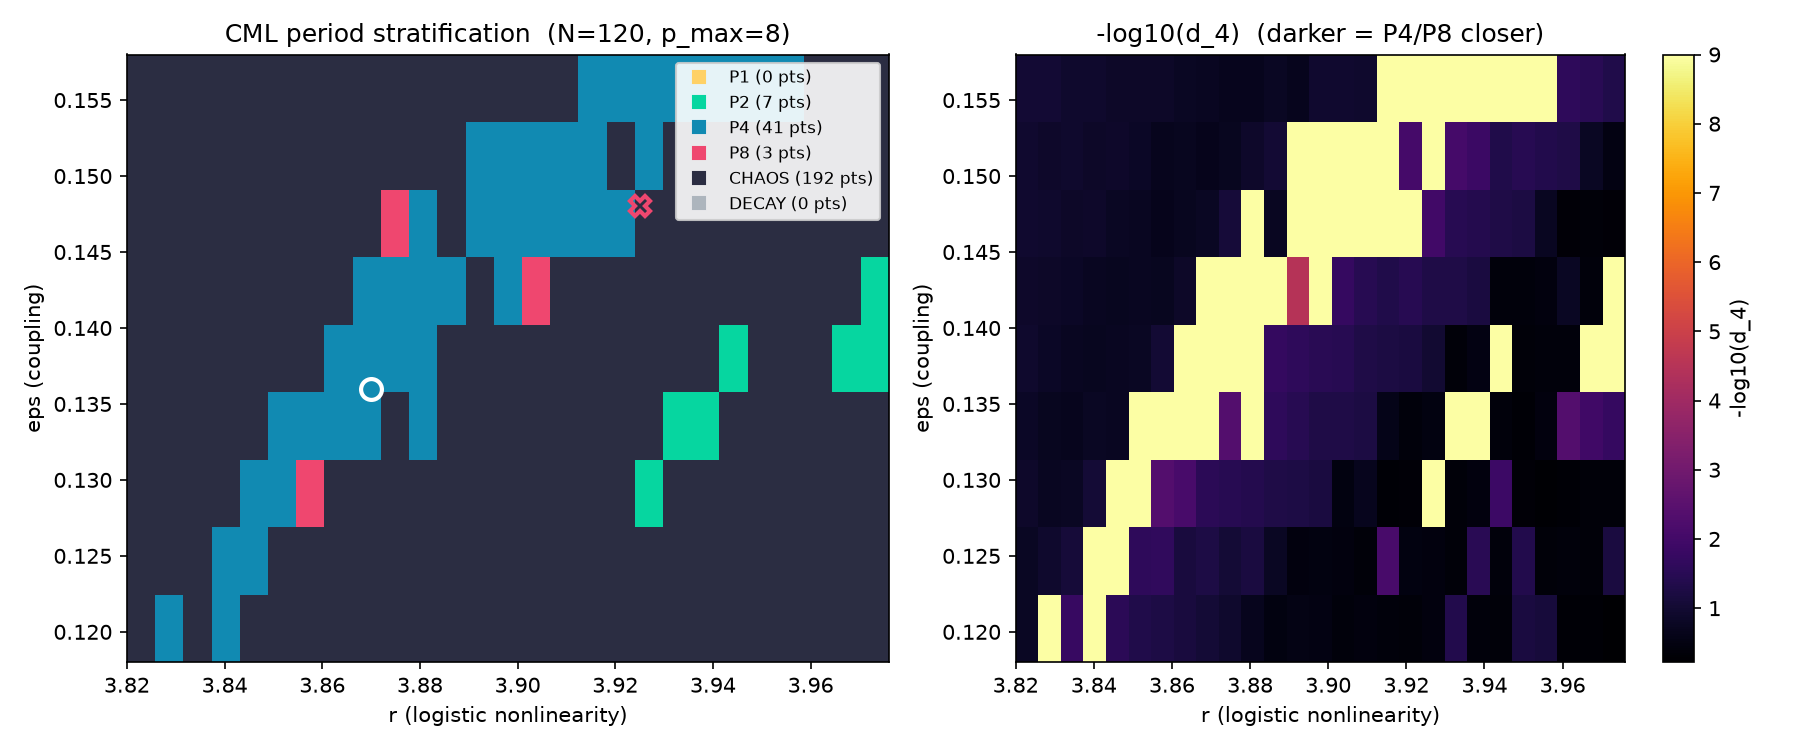 CML period stratification  (N=120, p_max=8)
P1 (0 pts)
P2 (7 pts)
P4 (41 pts)
P8 (3 pts)
CHAOS (192 pts)
DECAY (0 pts)
0.155
0.150
0.145
0.140
0.135
0.130
0.125
0.120
eps (coupling)
3.82 3.84 3.86 3.88 3.90 3.92 3.94 3.96
r (logistic nonlinearity)
-log10(d_4)  (darker = P4/P8 closer)
0.155
0.150
0.145
0.140
0.135
0.130
0.125
0.120
eps (coupling)
3.82 3.84 3.86 3.88 3.90 3.92 3.94 3.96
r (logistic nonlinearity)
9
8
7
6
5
4
3
2
1
-log10(d_4)